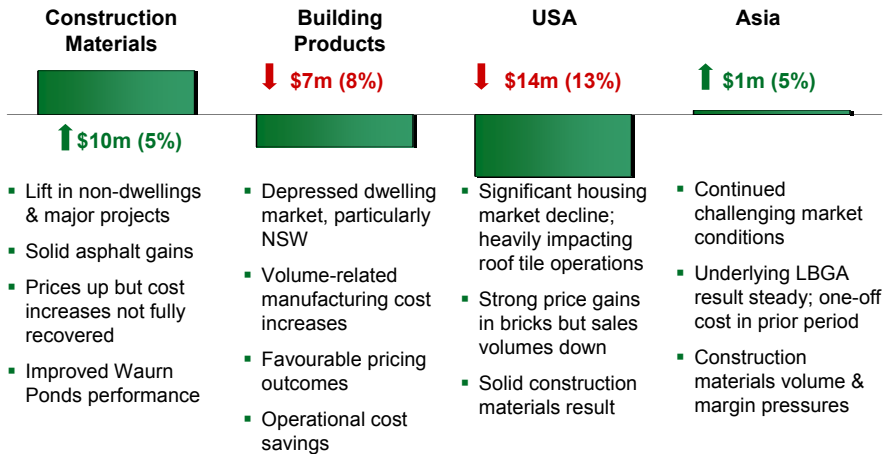 Construction
Materials
⬆ $10m (5%)
▪ Lift in non-dwellings
& major projects
▪ Solid asphalt gains
▪ Prices up but cost
increases not fully
recovered
▪ Improved Waurn
Ponds performance
Building
Products
⬇ $7m (8%)
▪ Depressed dwelling
market, particularly
NSW
▪ Volume-related
manufacturing cost
increases
▪ Favourable pricing
outcomes
▪ Operational cost
savings
USA
⬇ $14m (13%)
▪ Significant housing
market decline;
heavily impacting
roof tile operations
▪ Strong price gains
in bricks but sales
volumes down
▪ Solid construction
materials result
Asia
⬆ $1m (5%)
▪ Continued
challenging market
conditions
▪ Underlying LBGA
result steady; one-off
cost in prior period
▪ Construction
materials volume &
margin pressures